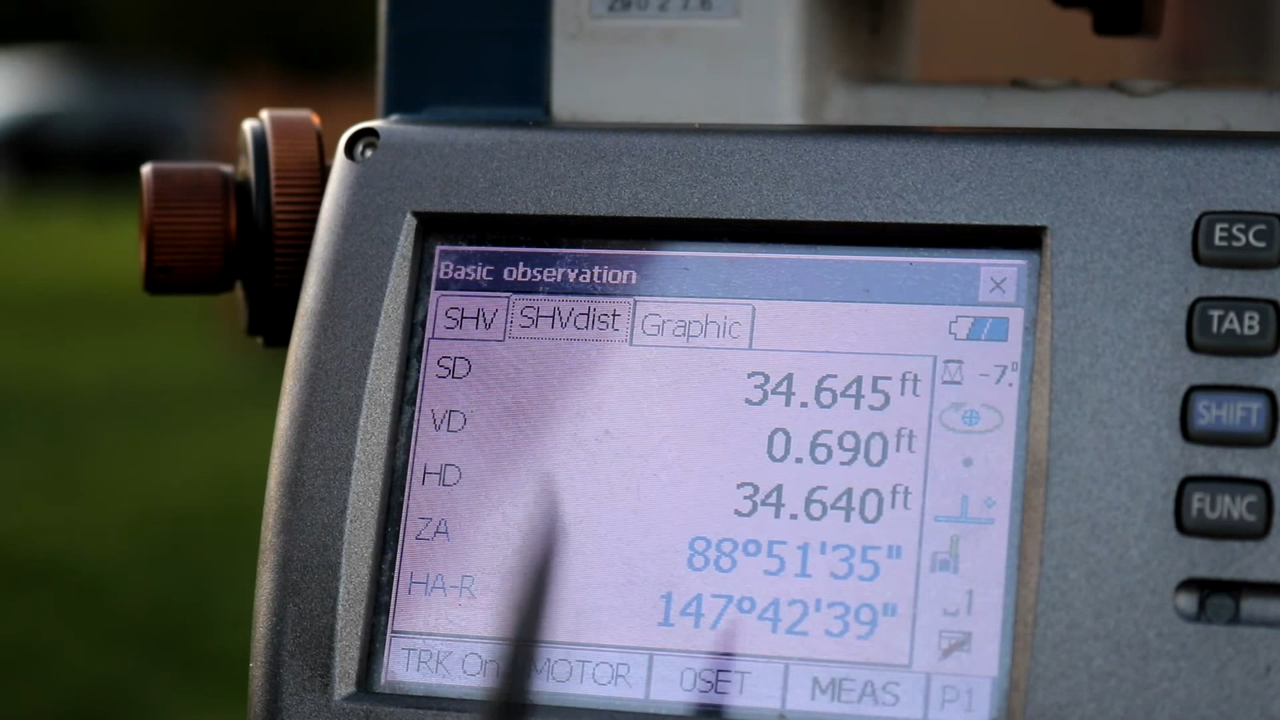 Basic observation
SHV SHVdist Graphic
SD 34.645 ft
-7.
VD 0.690 ft
HD 34.640 ft
ZA 88°51'35"
HA-R 147°42'39"
1
TRK On MOTOR 0SET MEAS P1
ESC
TAB
SHIFT
FUNC